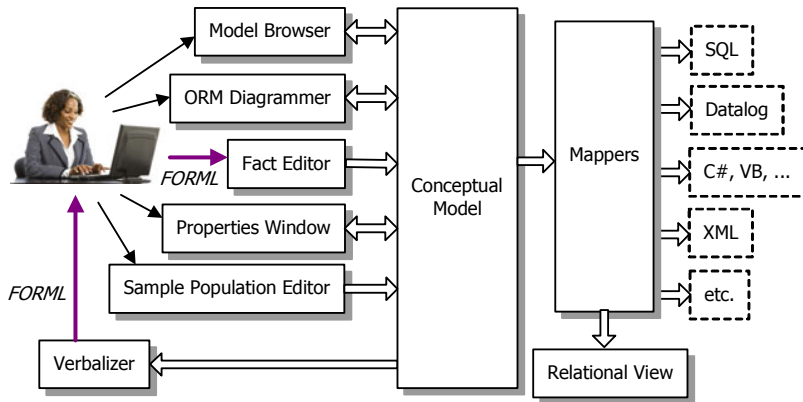 Model Browser
ORM Diagrammer
FORML
Fact Editor
Properties Window
Sample Population Editor
FORML
Verbalizer
Conceptual
Model
Mappers
SQL
Datalog
C#, VB, ...
XML
etc.
Relational View